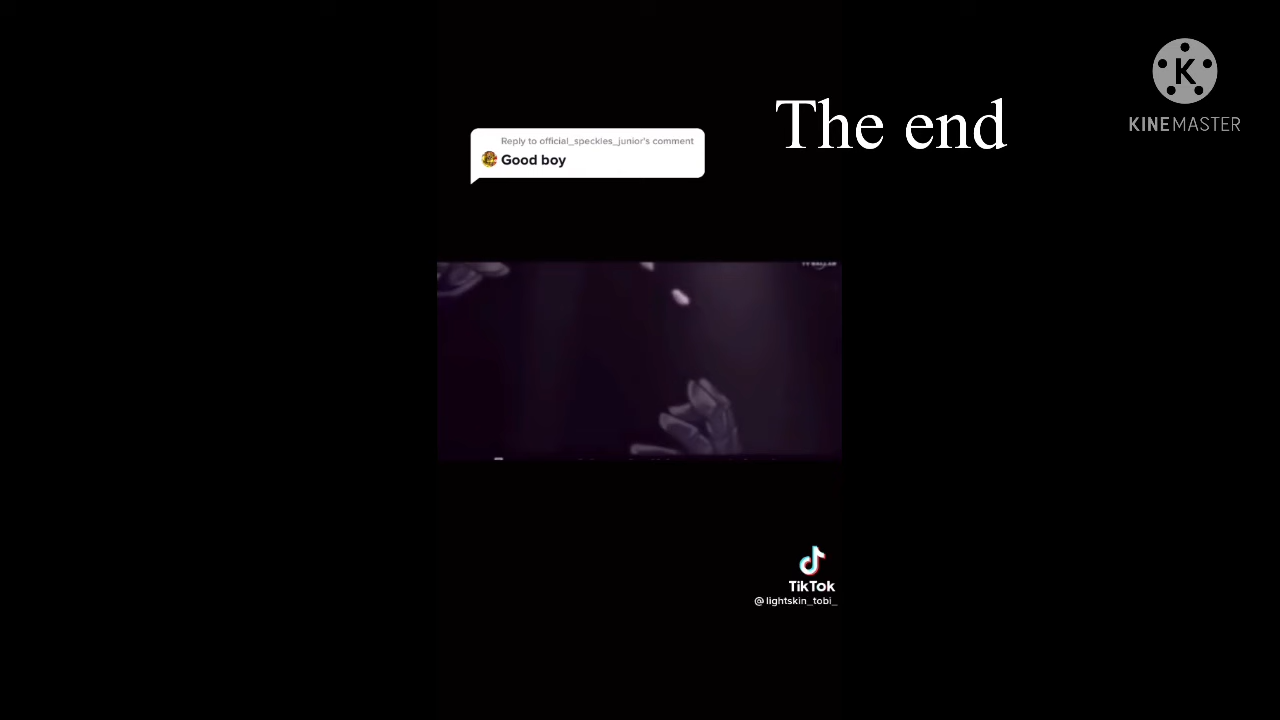 The end
KINEMASTER
Reply to official_speckles_junior's comment
Good boy
TikTok
@lightskin_tobi_